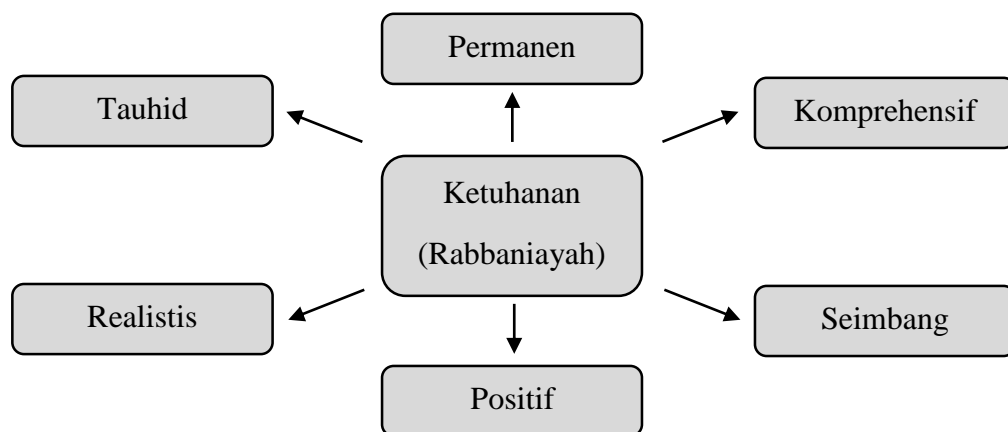 Permanen
Tauhid
Komprehensif
Ketuhanan
(Rabbaniayah)
Realistis
Seimbang
Positif